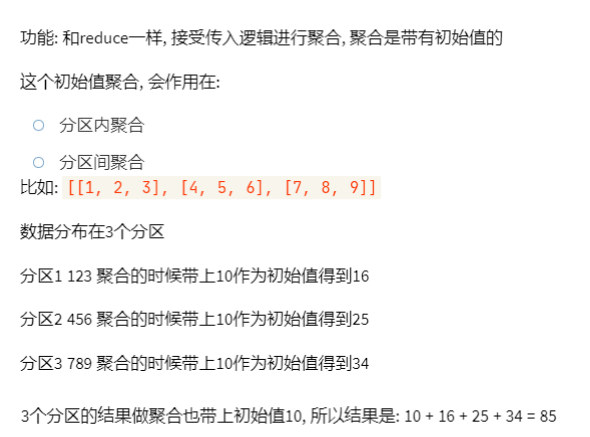 功能: 和reduce一样, 接受传入逻辑进行聚合, 聚合是带有初始值的
这个初始值聚合, 会作用在:
分区内聚合
分区间聚合
比如: [[1, 2, 3], [4, 5, 6], [7, 8, 9]]
数据分布在3个分区
分区1 123 聚合的时候带上10作为初始值得到16
分区2 456 聚合的时候带上10作为初始值得到25
分区3 789 聚合的时候带上10作为初始值得到34
3个分区的结果做聚合也带上初始值10, 所以结果是: 10 + 16 + 25 + 34 = 85